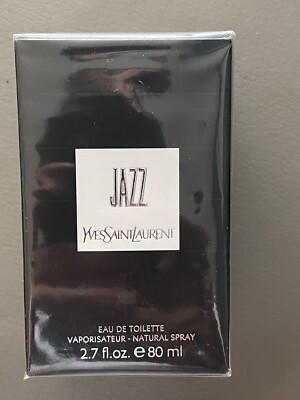 JAZZ
YVESSAINTLAURENT
EAU DE TOILETTE
VAPORISATEUR - NATURAL SPRAY
2.7 fl.oz. e 80 ml